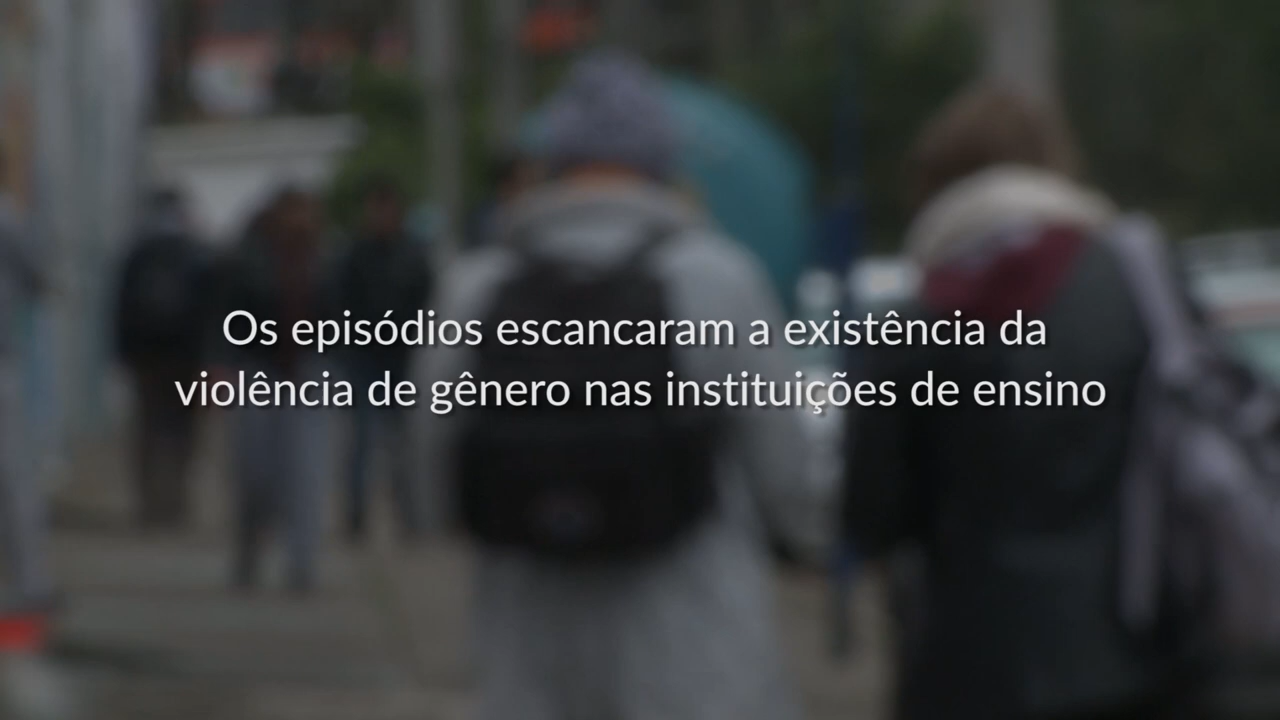 Os episódios escancaram a existência da
violência de gênero nas instituições de ensino